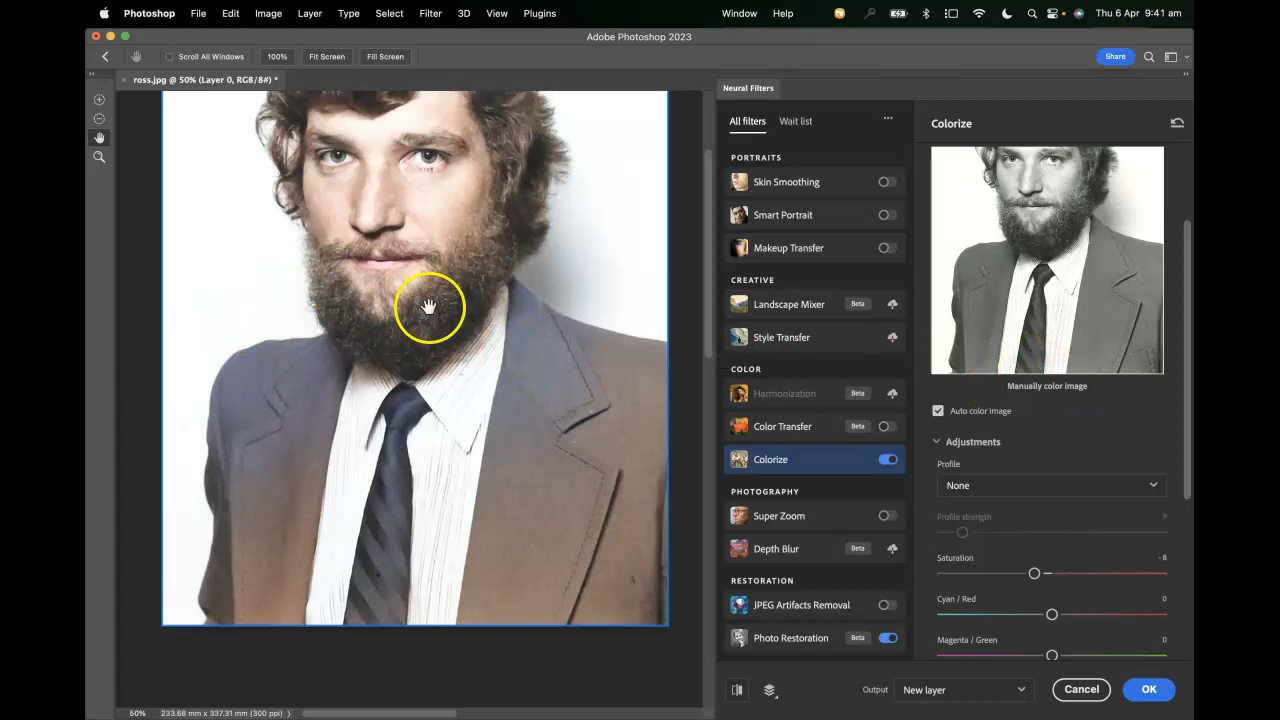 Photoshop File Edit Image Layer Type Select Filter 3D View Plugins Window Help Thu 6 Apr 9:41 am
Adobe Photoshop 2023
Scroll All Windows 100% Fit Screen Fill Screen Share
ross.jpg @ 50% (Layer 0, RGB/8#) *
Neural Filters
All filters Wait list
PORTRAITS
Skin Smoothing
Smart Portrait
Makeup Transfer
CREATIVE
Landscape Mixer Beta
Style Transfer
COLOR
Harmonization Beta
Color Transfer Beta
Colorize
PHOTOGRAPHY
Super Zoom
Depth Blur Beta
RESTORATION
JPEG Artifacts Removal
Photo Restoration Beta
Colorize
Manually color image
Auto color image
Adjustments
Profile
None
Profile strength 9
Saturation -8
Cyan / Red 0
Magenta / Green 0
Output New layer Cancel OK
50% 233.68 mm x 337.31 mm (300 ppi)